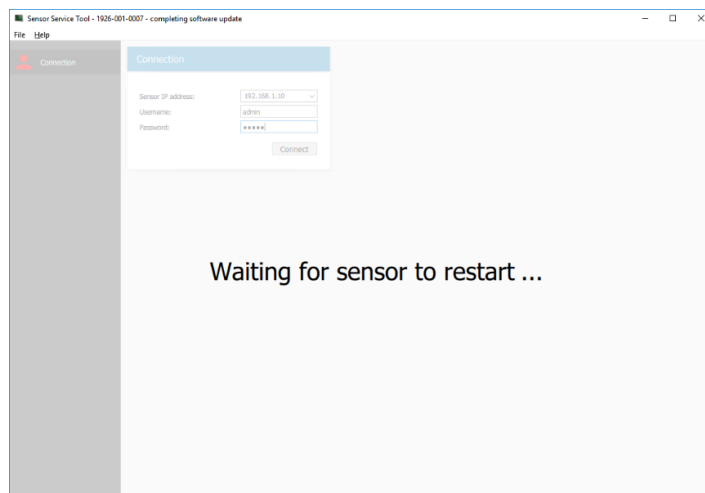 Sensor Service Tool - 1926-001-0007 - completing software update
File Help
Connection
Connection
Sensor IP address: 192.168.1.10
Username: admin
Password: •••••
Connect
Waiting for sensor to restart ...